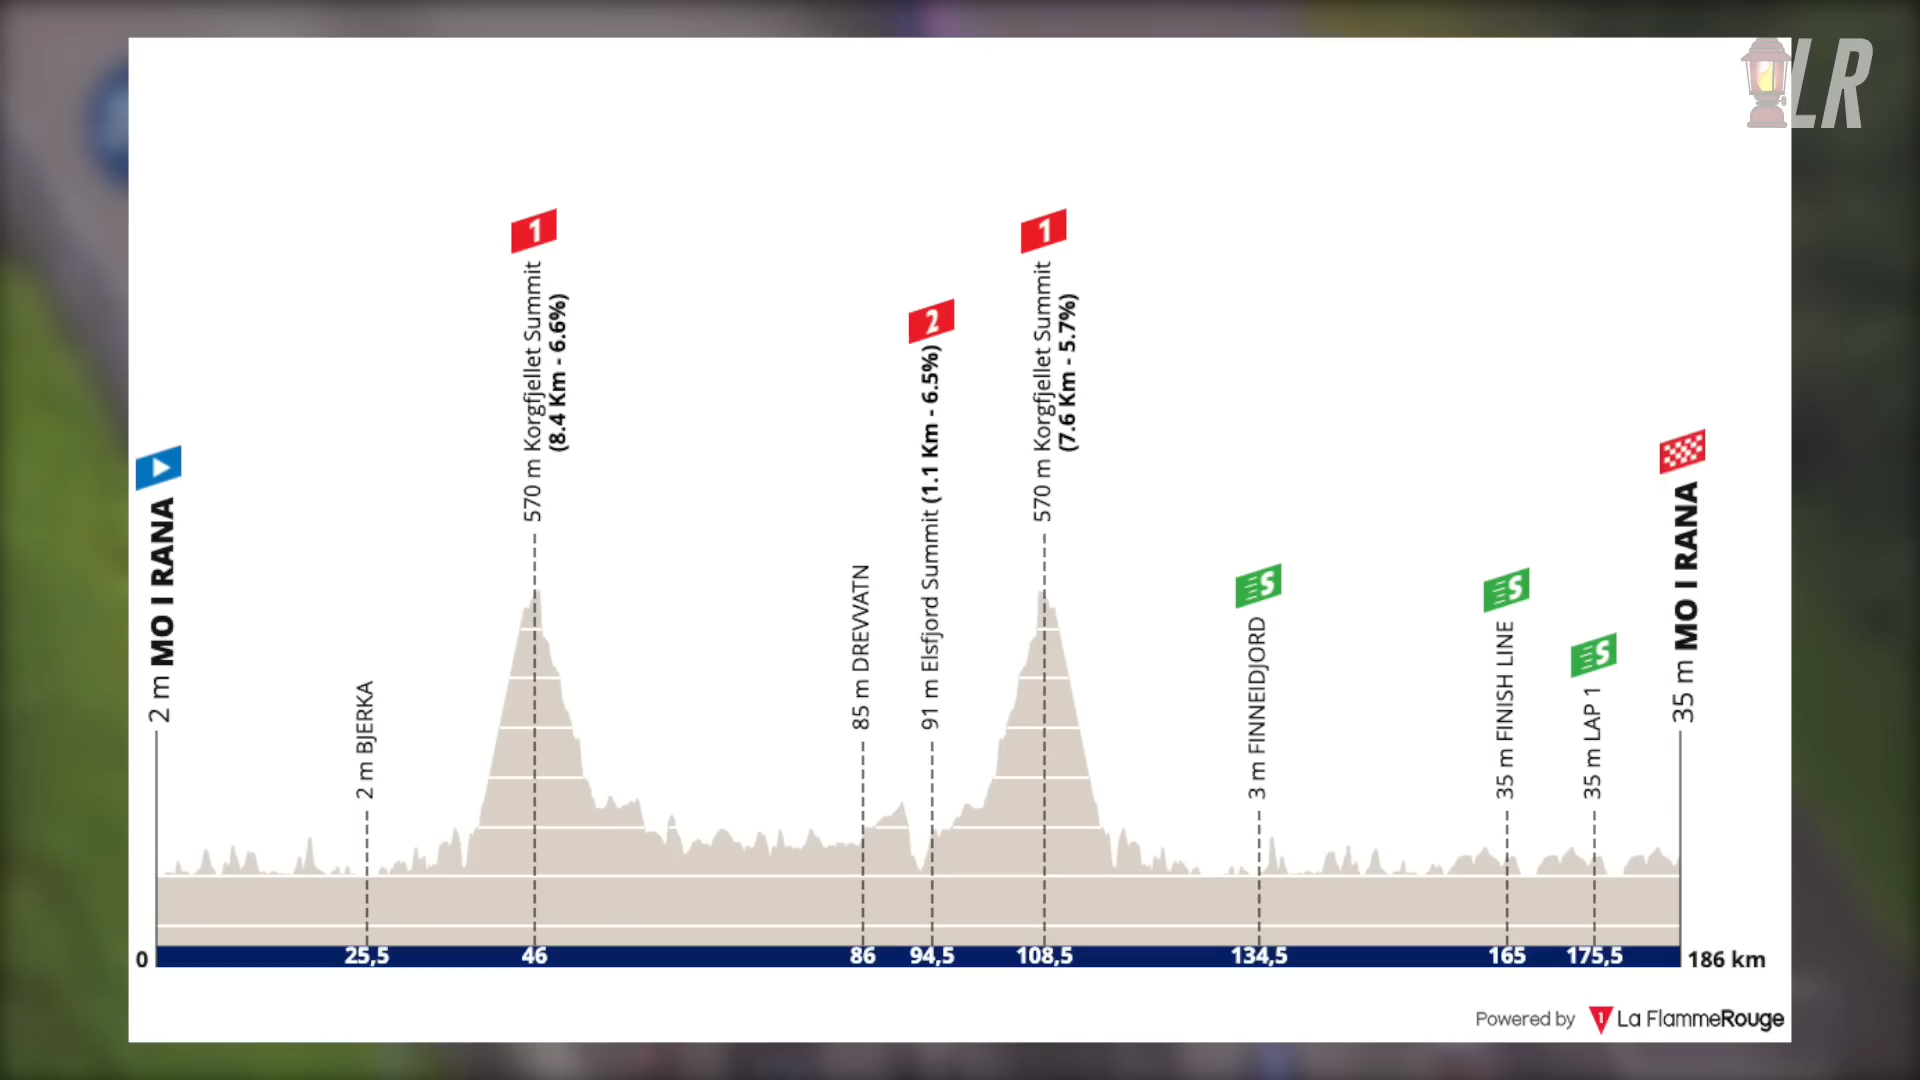 LR
1
570 m Korgfjellet Summit
(8.4 Km - 6.6%)
1
570 m Korgfjellet Summit
(7.6 Km - 5.7%)
2
91 m Elsfjord Summit (1.1 Km - 6.5%)
2 m MO I RANA
2 m BJERKA
85 m DREVVATN
S
3 m FINNEIDJORD
S
35 m FINISH LINE
S
35 m LAP 1
35 m MO I RANA
0
25,5
46
86
94,5
108,5
134,5
165
175,5
186 km
Powered by 1 La FlammeRouge